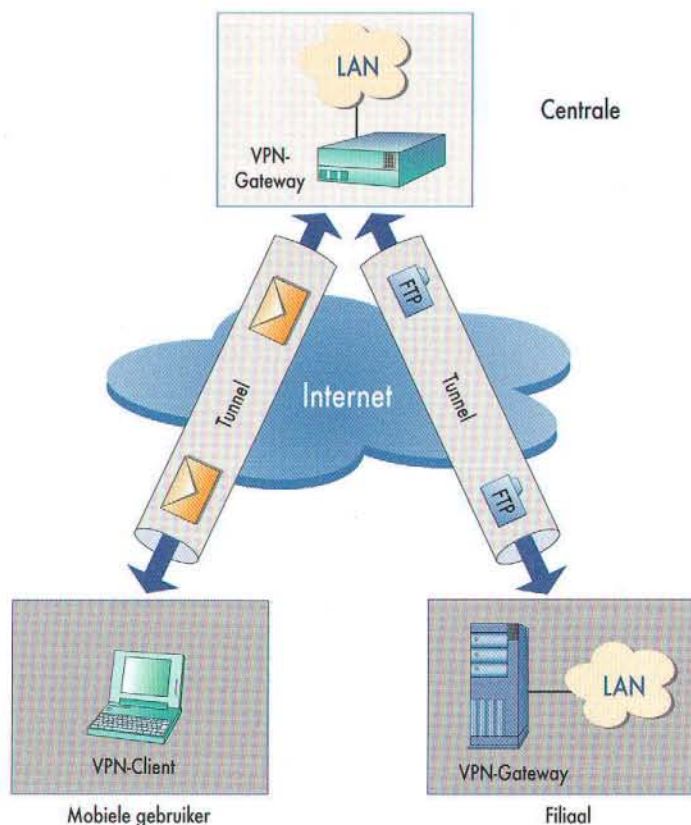 LAN
VPN-
Gateway
Centrale
FTP
Tunnel
Internet
Tunnel
FTP
VPN-Client
LAN
VPN-Gateway
Mobiele gebruiker
Filiaal